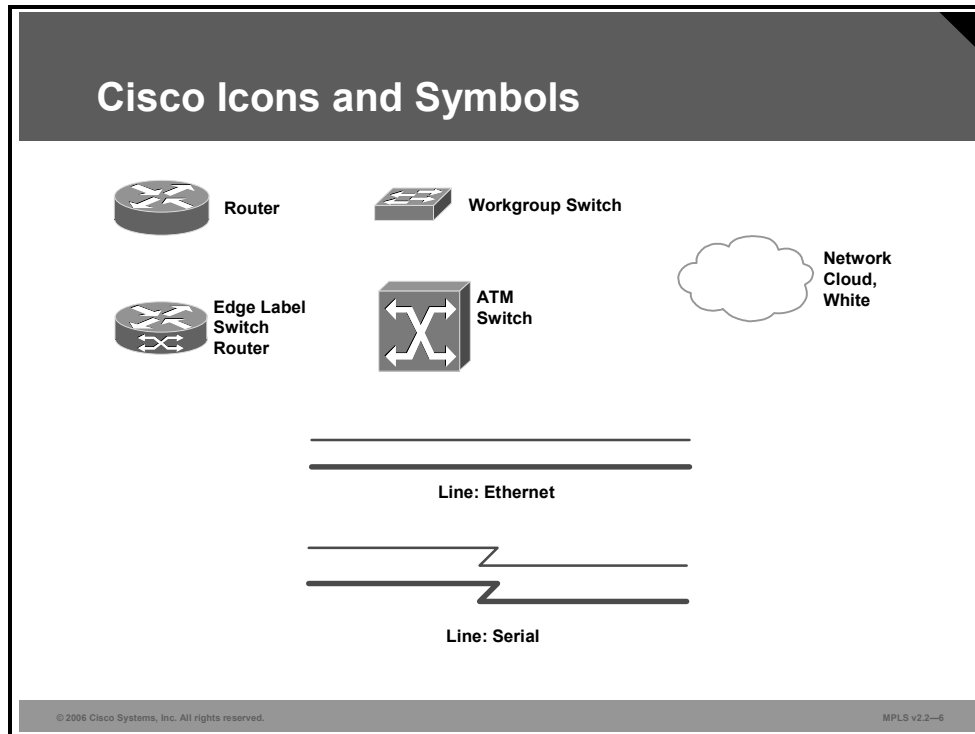 Cisco Icons and Symbols
Router
Workgroup Switch
Network
Cloud,
White
Edge Label
Switch
Router
ATM
Switch
Line: Ethernet
Line: Serial
© 2006 Cisco Systems, Inc. All rights reserved.
MPLS v2.2—6